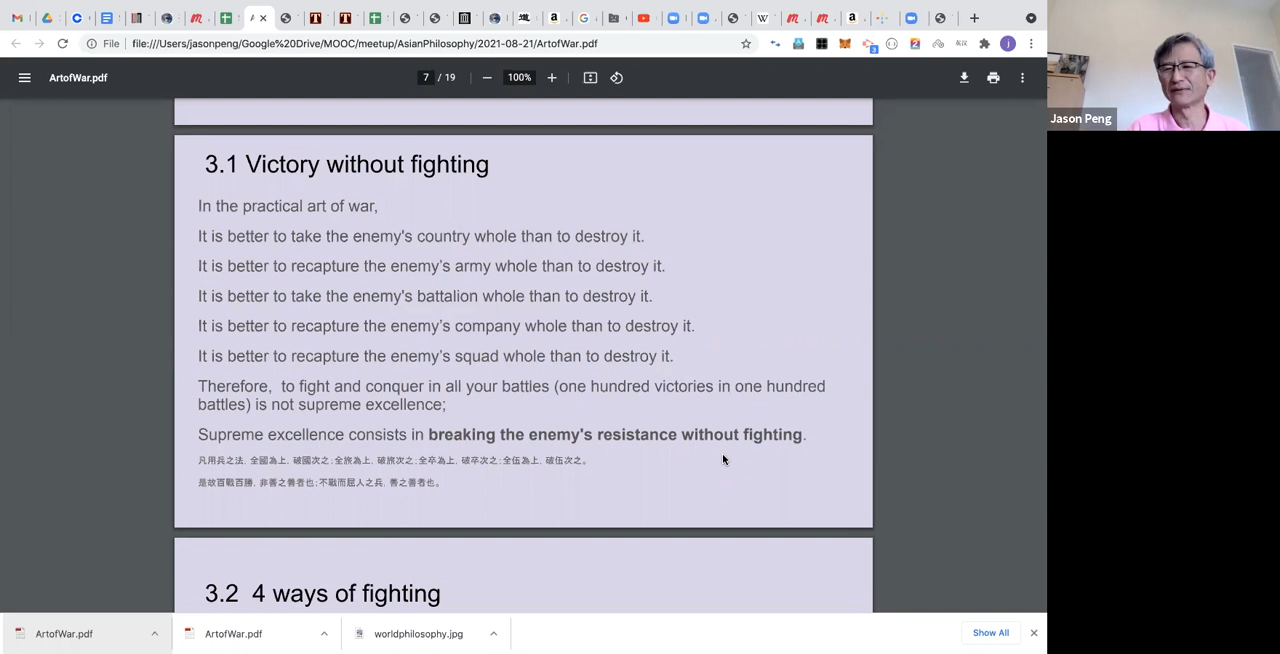 File
file:///Users/jasonpeng/Google%20Drive/MOOC/meetup/AsianPhilosophy/2021-08-21/ArtofWar.pdf
ArtofWar.pdf
7 / 19
100%
Jason Peng
3.1 Victory without fighting
In the practical art of war,
It is better to take the enemy's country whole than to destroy it.
It is better to recapture the enemy's army whole than to destroy it.
It is better to take the enemy's battalion whole than to destroy it.
It is better to recapture the enemy's company whole than to destroy it.
It is better to recapture the enemy's squad whole than to destroy it.
Therefore,  to fight and conquer in all your battles (one hundred victories in one hundred
battles) is not supreme excellence;
Supreme excellence consists in breaking the enemy's resistance without fighting.
凡用兵之法, 全國為上, 破國次之;全旅為上, 破旅次之;全卒為上, 破卒次之;全伍為上, 破伍次之。
是故百戰百勝, 非善之善者也;不戰而屈人之兵, 善之善者也。
3.2  4 ways of fighting
ArtofWar.pdf
ArtofWar.pdf
worldphilosophy.jpg
Show All